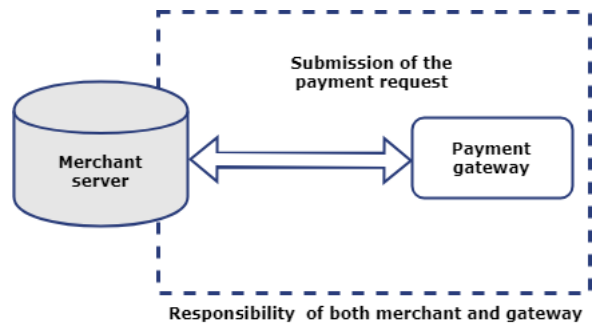 Submission of the
payment request
Merchant
server
Payment
gateway
Responsibility of both merchant and gateway